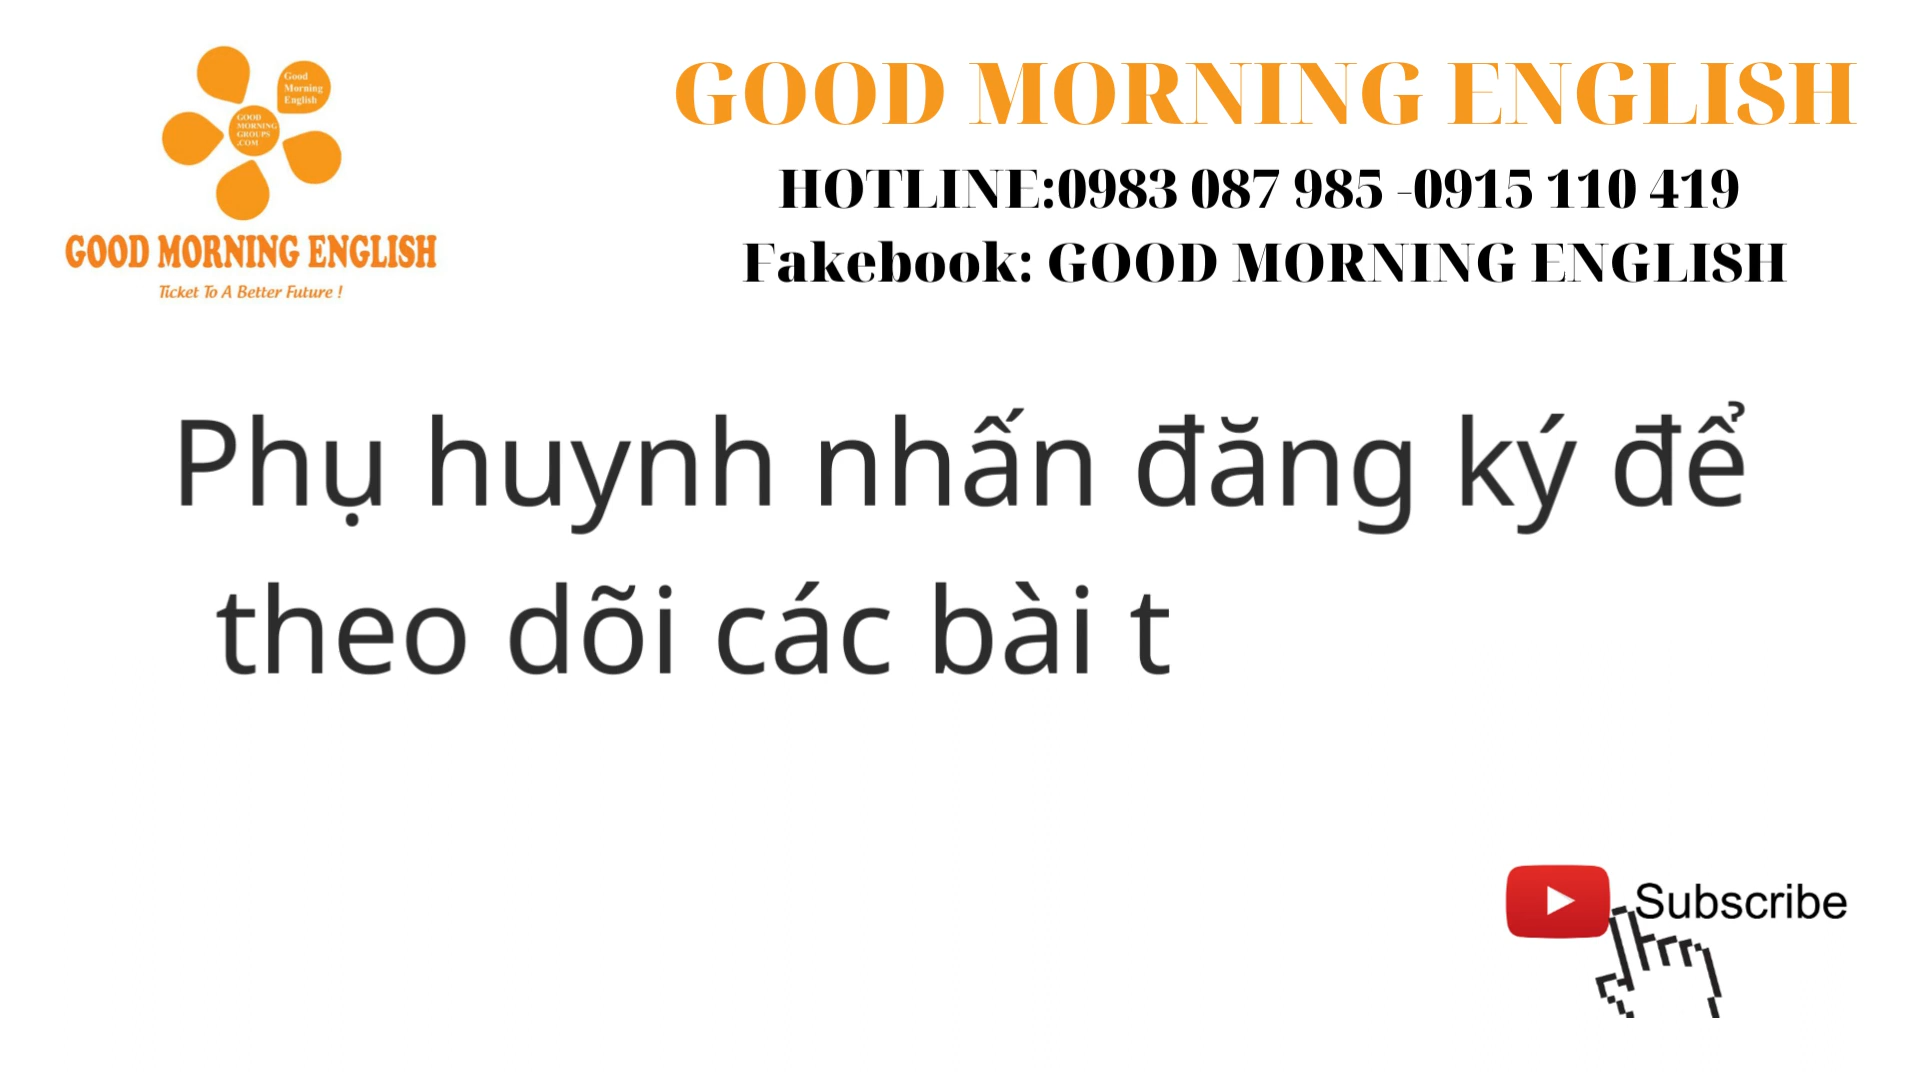 Good
Morning
English
GOOD
MORNING
GROUPS
.COM
GOOD MORNING ENGLISH
Ticket To A Better Future !
GOOD MORNING ENGLISH
HOTLINE:0983 087 985 -0915 110 419
Fakebook: GOOD MORNING ENGLISH
Phụ huynh nhấn đăng ký để
theo dõi các bài t
Subscribe